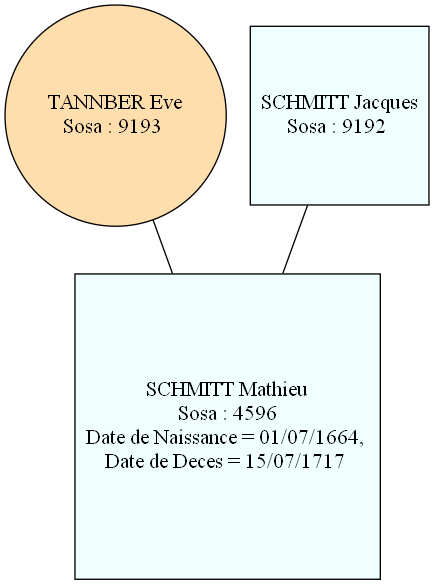 TANNBER Eve
Sosa : 9193
SCHMITT Jacques
Sosa : 9192
SCHMITT Mathieu
Sosa : 4596
Date de Naissance = 01/07/1664,
Date de Deces = 15/07/1717